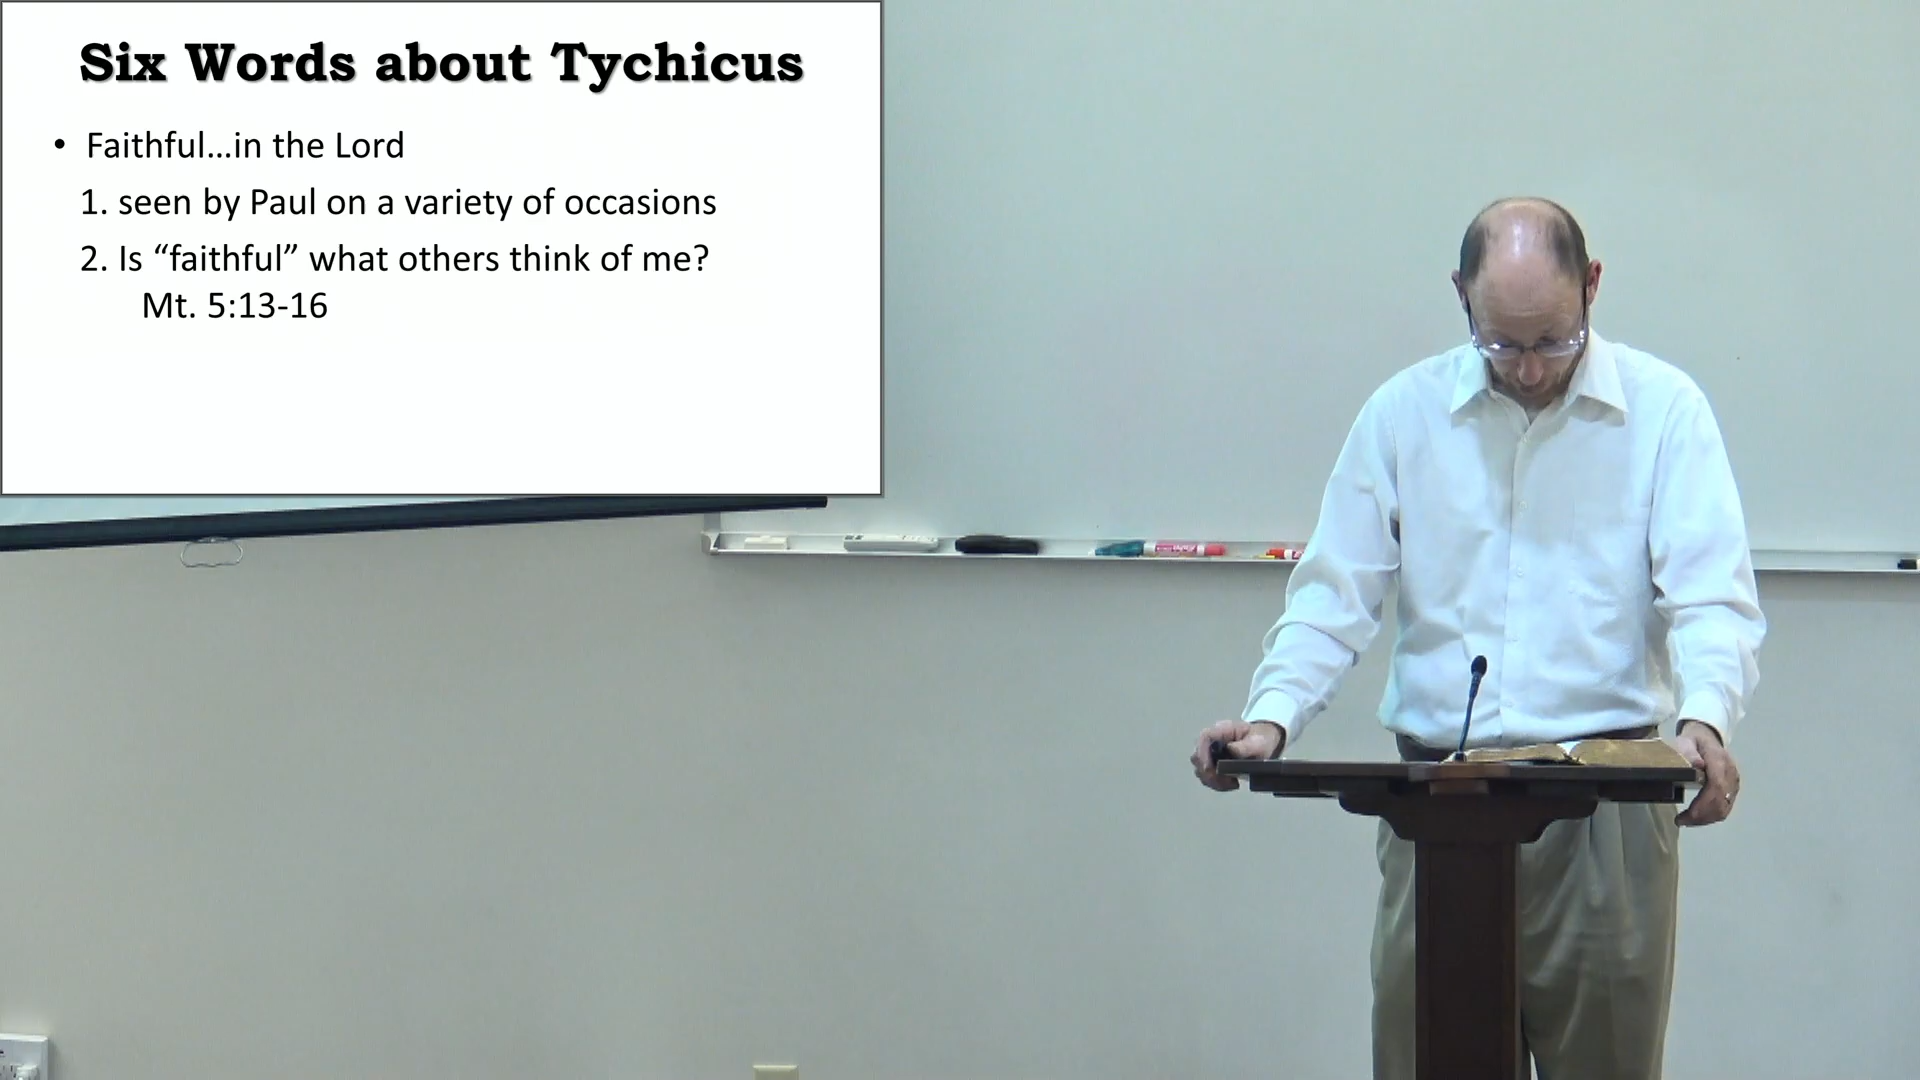 Six Words about Tychicus
• Faithful...in the Lord
1. seen by Paul on a variety of occasions
2. Is “faithful” what others think of me?
Mt. 5:13-16